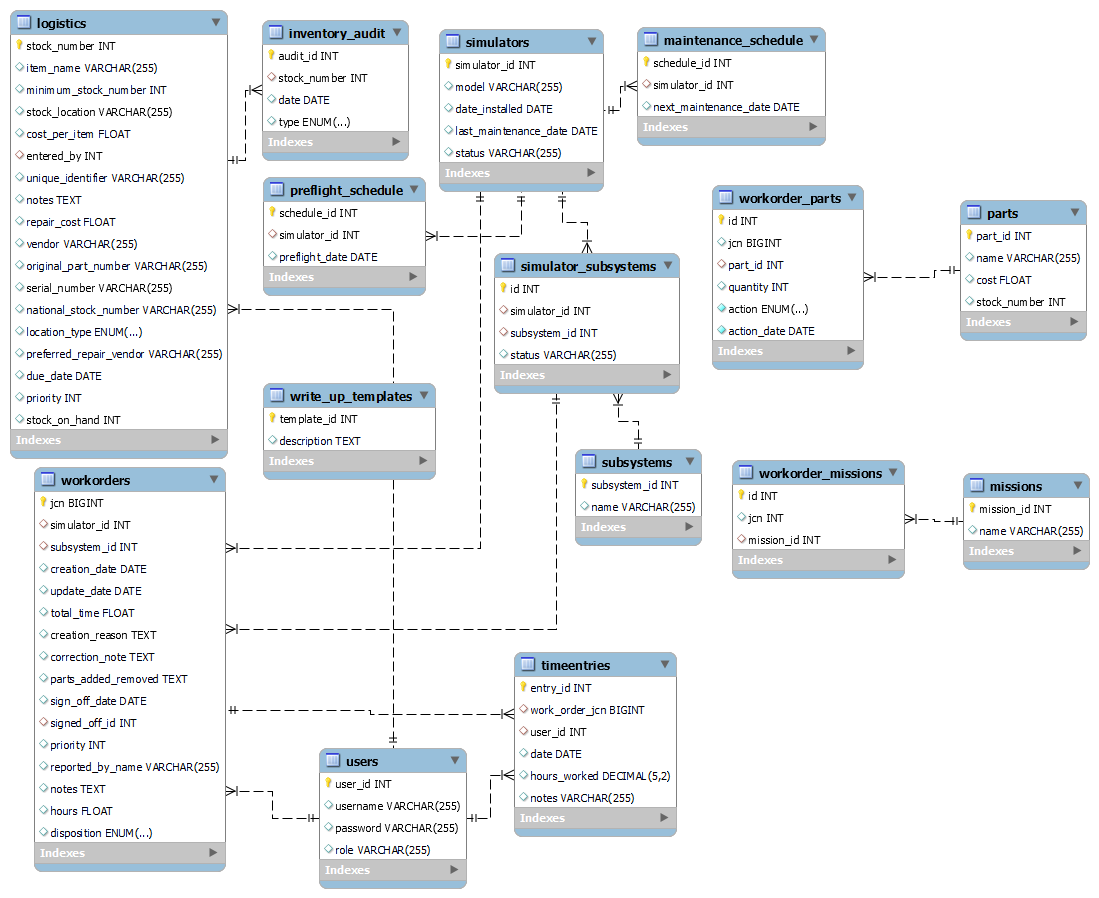 logistics
stock_number INT
item_name VARCHAR(255)
minimum_stock_number INT
stock_location VARCHAR(255)
cost_per_item FLOAT
entered_by INT
unique_identifier VARCHAR(255)
notes TEXT
repair_cost FLOAT
vendor VARCHAR(255)
original_part_number VARCHAR(255)
serial_number VARCHAR(255)
national_stock_number VARCHAR(255)
location_type ENUM(...)
preferred_repair_vendor VARCHAR(255)
due_date DATE
priority INT
stock_on_hand INT
Indexes
inventory_audit
audit_id INT
stock_number INT
date DATE
type ENUM(...)
Indexes
simulators
simulator_id INT
model VARCHAR(255)
date_installed DATE
last_maintenance_date DATE
status VARCHAR(255)
Indexes
maintenance_schedule
schedule_id INT
simulator_id INT
next_maintenance_date DATE
Indexes
preflight_schedule
schedule_id INT
simulator_id INT
preflight_date DATE
Indexes
simulator_subsystems
id INT
simulator_id INT
subsystem_id INT
status VARCHAR(255)
Indexes
workorder_parts
id INT
jcn BIGINT
part_id INT
quantity INT
action ENUM(...)
action_date DATE
Indexes
parts
part_id INT
name VARCHAR(255)
cost FLOAT
stock_number INT
Indexes
write_up_templates
template_id INT
description TEXT
Indexes
subsystems
subsystem_id INT
name VARCHAR(255)
Indexes
workorder_missions
id INT
jcn INT
mission_id INT
Indexes
missions
mission_id INT
name VARCHAR(255)
Indexes
workorders
jcn BIGINT
simulator_id INT
subsystem_id INT
creation_date DATE
update_date DATE
total_time FLOAT
creation_reason TEXT
correction_note TEXT
parts_added_removed TEXT
sign_off_date DATE
signed_off_id INT
priority INT
reported_by_name VARCHAR(255)
notes TEXT
hours FLOAT
disposition ENUM(...)
Indexes
users
user_id INT
username VARCHAR(255)
password VARCHAR(255)
role VARCHAR(255)
Indexes
timeentries
entry_id INT
work_order_jcn BIGINT
user_id INT
date DATE
hours_worked DECIMAL(5,2)
notes VARCHAR(255)
Indexes